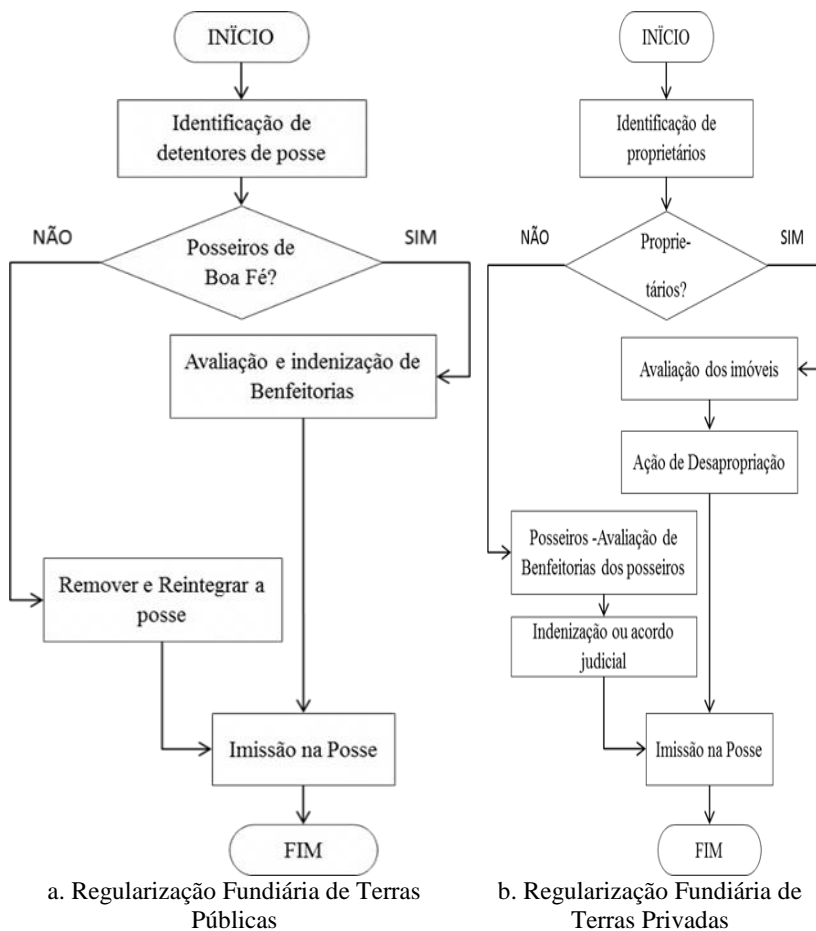 INÏCIO
Identificação de
detentores de posse
NÃO
SIM
Posseiros de
Boa Fé?
Avaliação e indenização de
Benfeitorias
Remover e Reintegrar a
posse
Imissão na Posse
FIM
a. Regularização Fundiária de Terras
Públicas
INÏCIO
Identificação de
proprietários
NÃO
SIM
Proprie-
tários?
Avaliação dos imóveis
Ação de Desapropriação
Posseiros -Avaliação de
Benfeitorias dos posseiros
Indenização ou acordo
judicial
Imissão na Posse
FIM
b. Regularização Fundiária de
Terras Privadas